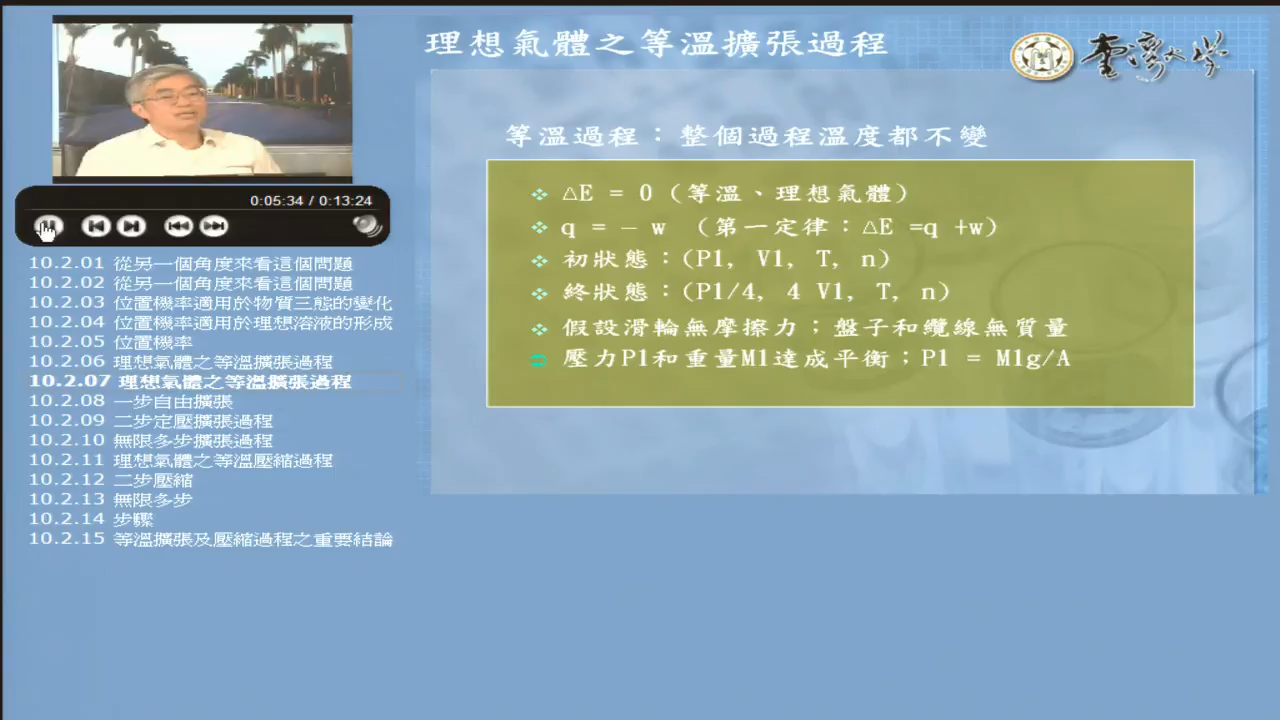 理想氣體之等溫擴張過程
臺灣大學
等溫過程：整個過程溫度都不變
△E = 0 (等溫、理想氣體)
q = – w (第一定律：△E =q +w)
初狀態：(P1, V1, T, n)
終狀態：(P1/4, 4 V1, T, n)
假設滑輪無摩擦力；盤子和纜線無質量
壓力P1和重量M1達成平衡；P1 = M1g/A
0:05:34 / 0:13:24
10.2.01 從另一個角度來看這個問題
10.2.02 從另一個角度來看這個問題
10.2.03 位置機率適用於物質三態的變化
10.2.04 位置機率適用於理想溶液的形成
10.2.05 位置機率
10.2.06 理想氣體之等溫擴張過程
10.2.07 理想氣體之等溫擴張過程
10.2.08 一步自由擴張
10.2.09 二步定壓擴張過程
10.2.10 無限多步擴張過程
10.2.11 理想氣體之等溫壓縮過程
10.2.12 二步壓縮
10.2.13 無限多步
10.2.14 步驟
10.2.15 等溫擴張及壓縮過程之重要結論